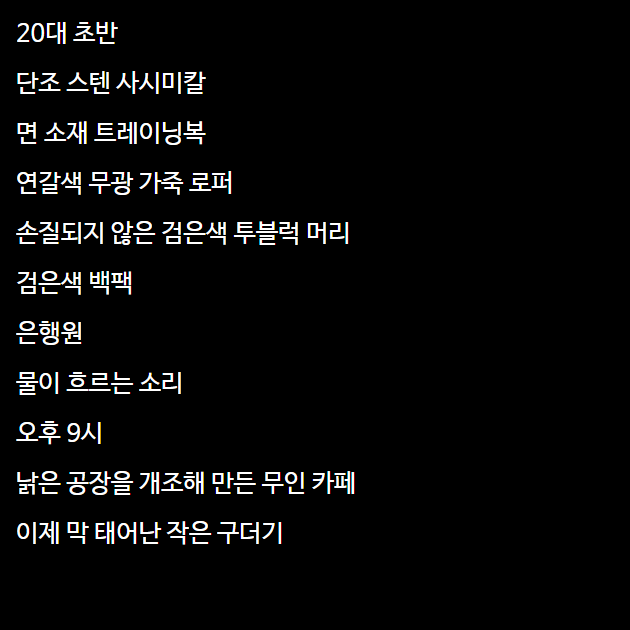 20대 초반
단조 스텐 사시미칼
면 소재 트레이닝복
연갈색 무광 가죽 로퍼
손질되지 않은 검은색 투블럭 머리
검은색 백팩
은행원
물이 흐르는 소리
오후 9시
낡은 공장을 개조해 만든 무인 카페
이제 막 태어난 작은 구더기